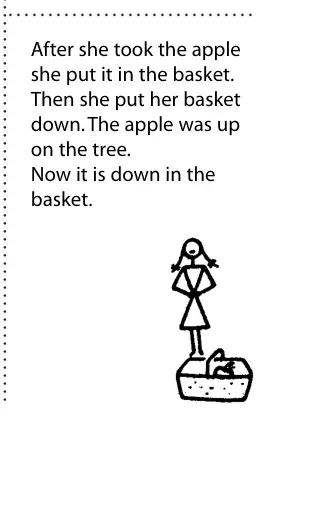 After she took the apple
she put it in the basket.
Then she put her basket
down. The apple was up
on the tree.
Now it is down in the
basket.